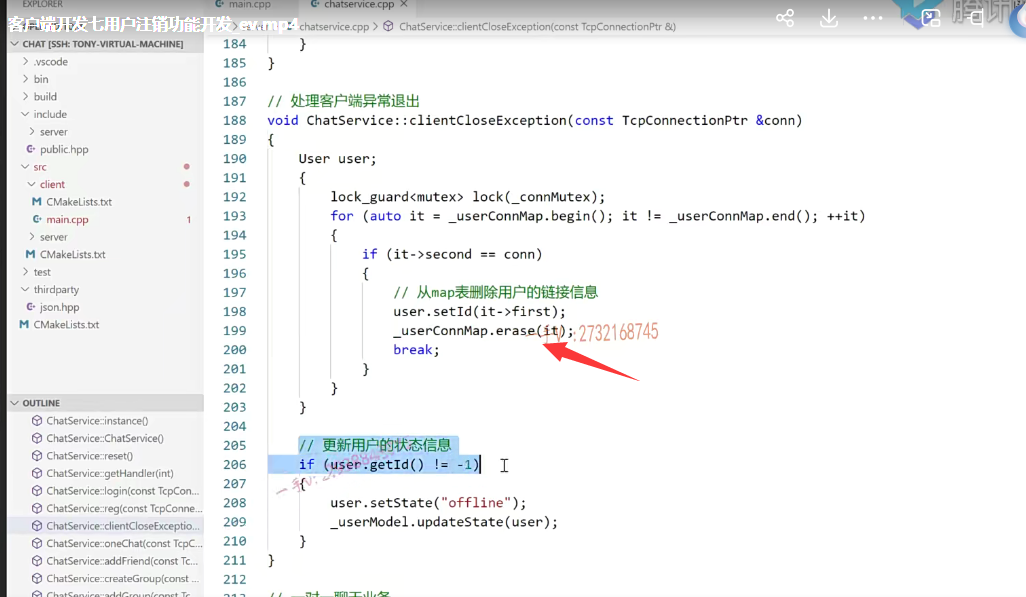 EXPLORER
main.cpp
chatservice.cpp ×
客户端开发七用户注销功能开发_ev.mp4
chatservice.cpp > ChatService::clientCloseException(const TcpConnectionPtr &)
CHAT [SSH: TONY-VIRTUAL-MACHINE]
.vscode
bin
build
include
server
public.hpp
src
client
CMakeLists.txt
main.cpp 1
server
CMakeLists.txt
test
thirdparty
json.hpp
CMakeLists.txt
OUTLINE
ChatService::instance()
ChatService::ChatService()
ChatService::reset()
ChatService::getHandler(int)
ChatService::login(const TcpCon...
ChatService::reg(const TcpConne...
ChatService::clientCloseExceptio...
ChatService::oneChat(const TcpC...
ChatService::addFriend(const Tc...
ChatService::createGroup(const ...
ChatService::addGroup(const Tc...
184 }
185 }
186
187 // 处理客户端异常退出
188 void ChatService::clientCloseException(const TcpConnectionPtr &conn)
189 {
190 User user;
191 {
192 lock_guard<mutex> lock(_connMutex);
193 for (auto it = _userConnMap.begin(); it != _userConnMap.end(); ++it)
194 {
195 if (it->second == conn)
196 {
197 // 从map表删除用户的链接信息
198 user.setId(it->first);
199 _userConnMap.erase(it);
200 break;
201 }
202 }
203 }
204
205 // 更新用户的状态信息
206 if (user.getId() != -1)
207 {
208 user.setState("offline");
209 _userModel.updateState(user);
210 }
211 }
212
213 // 一对一聊天业务
:2732168745